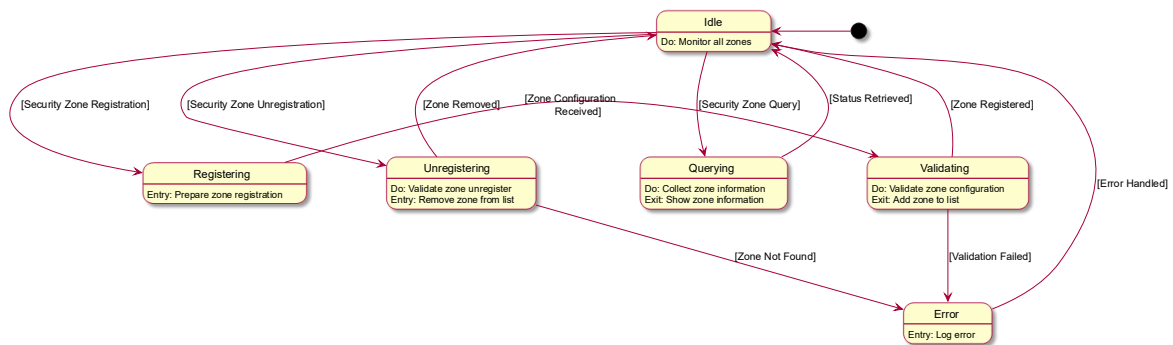 Idle
Do: Monitor all zones
[Security Zone Registration]
[Security Zone Unregistration]
[Zone Removed]
[Zone Configuration
Received]
[Security Zone Query]
[Status Retrieved]
[Zone Registered]
Registering
Entry: Prepare zone registration
Unregistering
Do: Validate zone unregister
Entry: Remove zone from list
Querying
Do: Collect zone information
Exit: Show zone information
Validating
Do: Validate zone configuration
Exit: Add zone to list
[Error Handled]
[Zone Not Found]
[Validation Failed]
Error
Entry: Log error